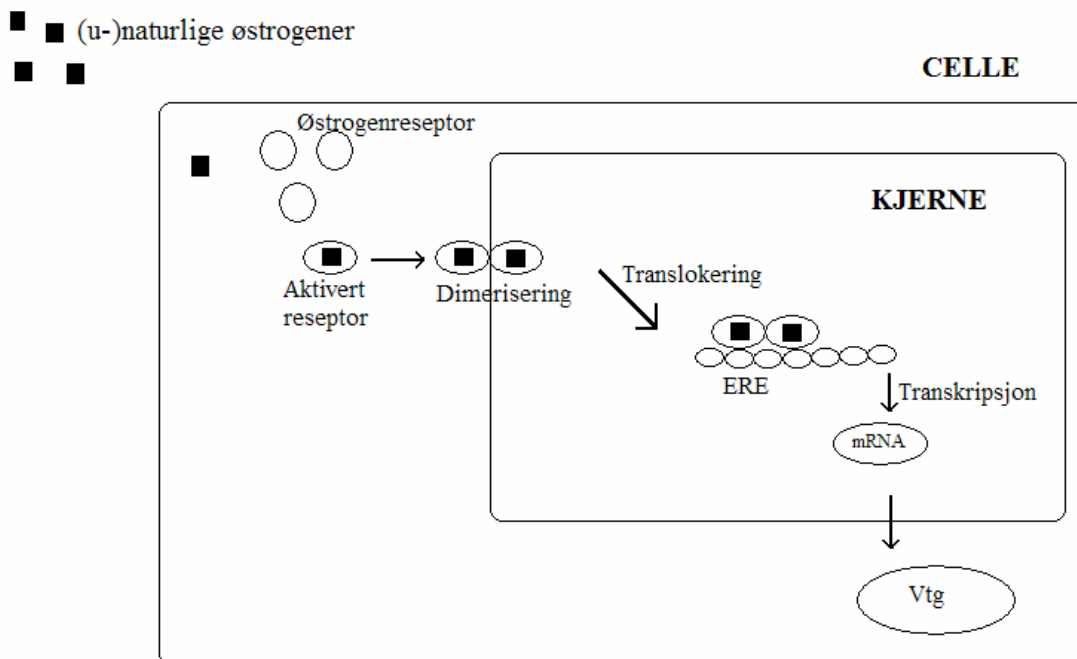 (u-)naturlige østrogener
CELLE
Østrogenreseptor
KJERNE
Aktivert
reseptor
Dimerisering
Translokering
ERE
Transkripsjon
mRNA
Vtg